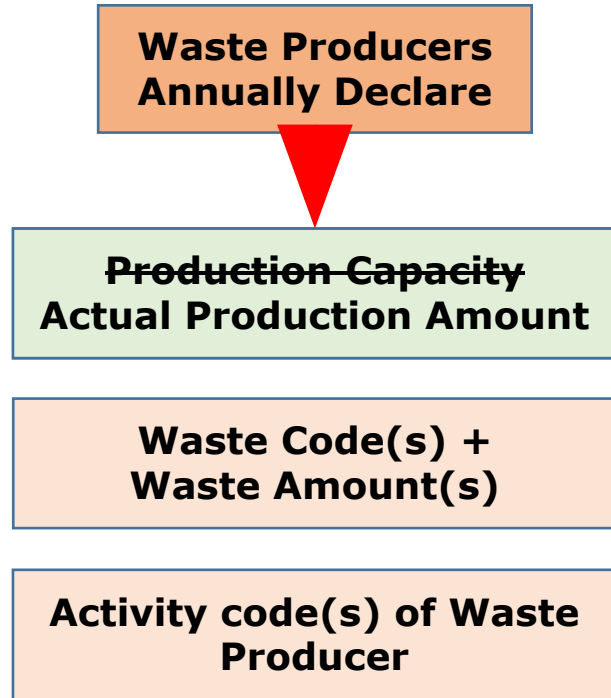 Waste Producers
Annually Declare
Production Capacity
Actual Production Amount
Waste Code(s) +
Waste Amount(s)
Activity code(s) of Waste
Producer